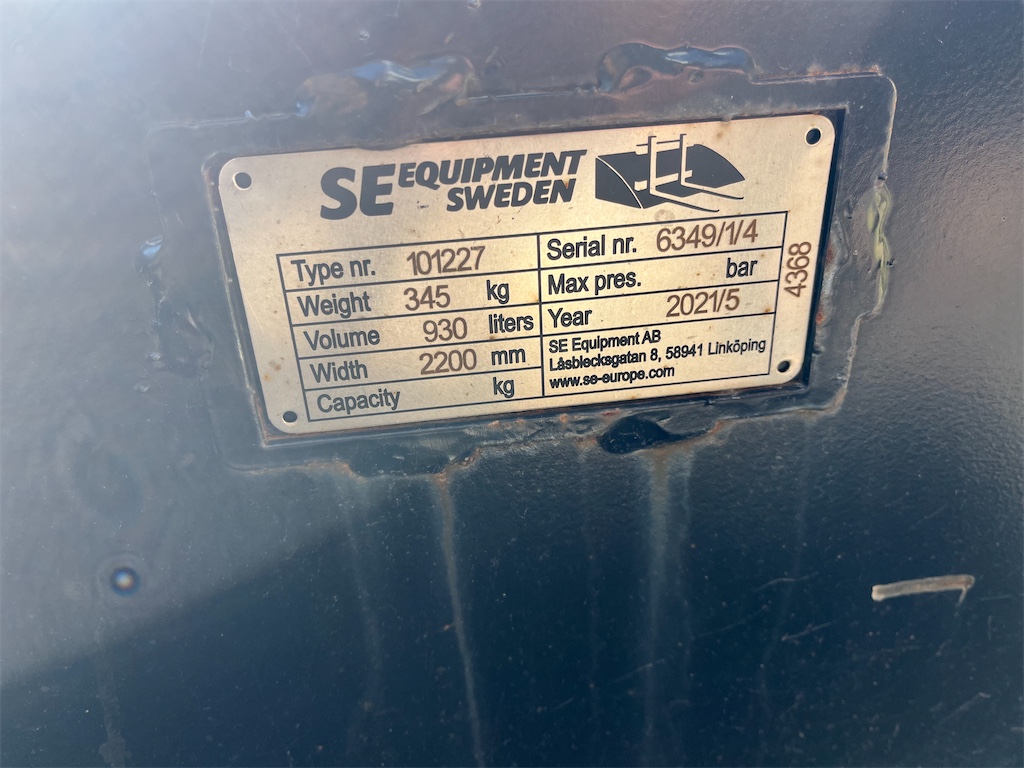 SE EQUIPMENT
SWEDEN
Type nr. 101227
Weight 345 kg
Volume 930 liters
Width 2200 mm
Capacity kg
Serial nr. 6349/1/4
Max pres. bar
Year 2021/5
SE Equipment AB
Låsblecksgatan 8, 58941 Linköping
www.se-europe.com
4368